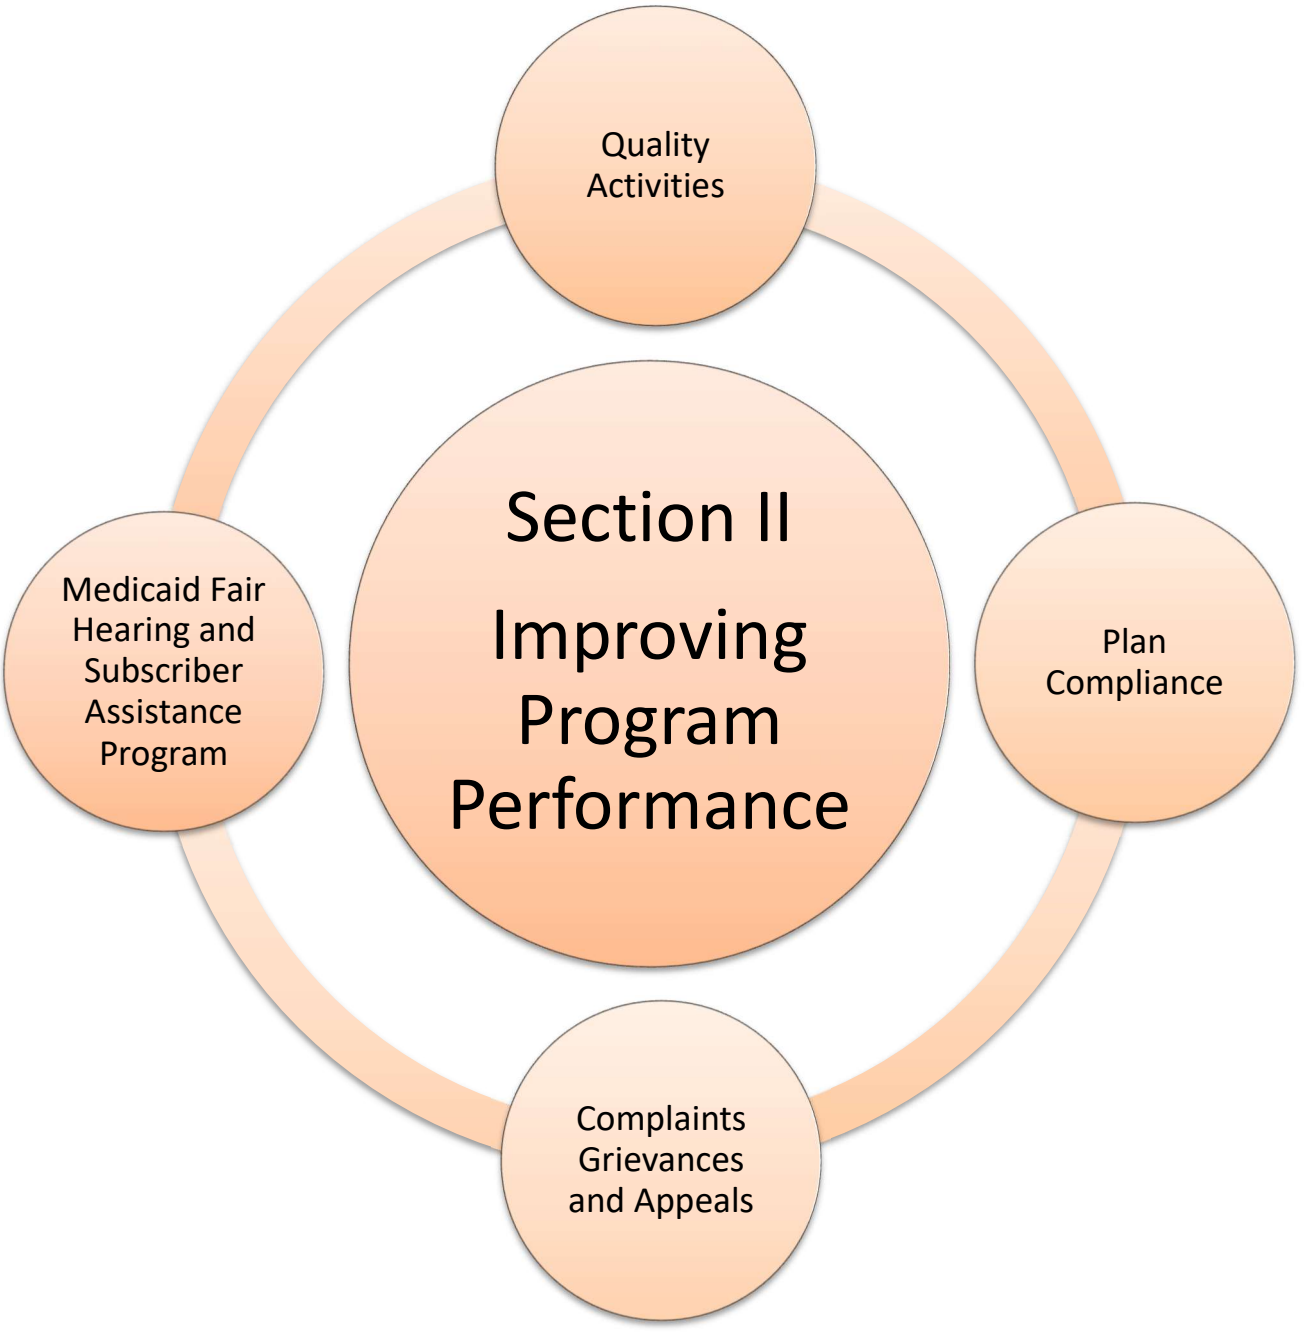 Quality
Activities
Section II
Improving
Program
Performance
Plan
Compliance
Complaints
Grievances
and Appeals
Medicaid Fair
Hearing and
Subscriber
Assistance
Program